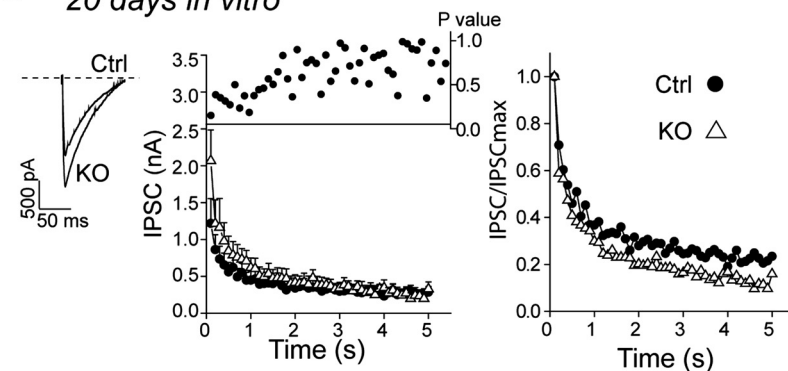 20 days in vitro
Ctrl
KO
500 pA
50 ms
P value
1.0
0.5
0.0
IPSC (nA)
3.5
3.0
2.5
2.0
1.5
1.0
0.5
0.0
0 1 2 3 4 5
Time (s)
IPSC/IPSCmax
1.0
0.8
0.6
0.4
0.2
0.0
Ctrl
KO
0 1 2 3 4 5
Time (s)